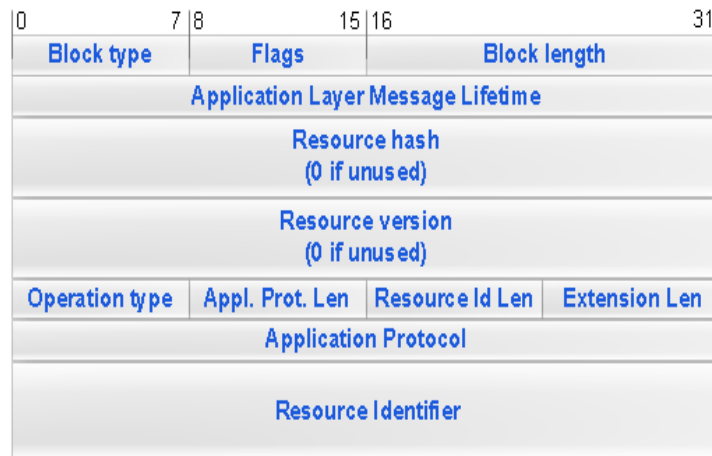 0 7 8 15 16 31
Block type Flags Block length
Application Layer Message Lifetime
Resource hash
(0 if unused)
Resource version
(0 if unused)
Operation type Appl. Prot. Len Resource Id Len Extension Len
Application Protocol
Resource Identifier